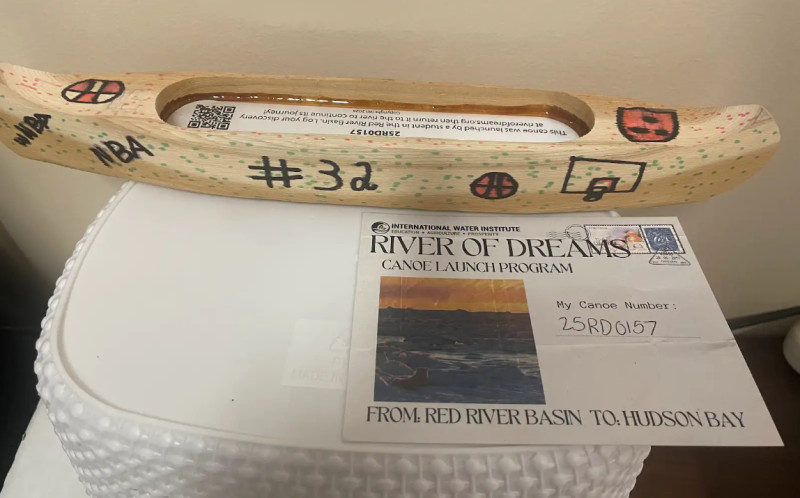 WNBA
NBA
#32
This canoe was launched by a student in the Red River Basin. Log your discovery
at riverofdreams.org then return it to the river to continue its journey!
25RD0157
INTERNATIONAL WATER INSTITUTE
EDUCATION • AGRICULTURE • PROSPERITY
RIVER OF DREAMS
CANOE LAUNCH PROGRAM
My Canoe Number:
25RD0157
FROM: RED RIVER BASIN TO: HUDSON BAY